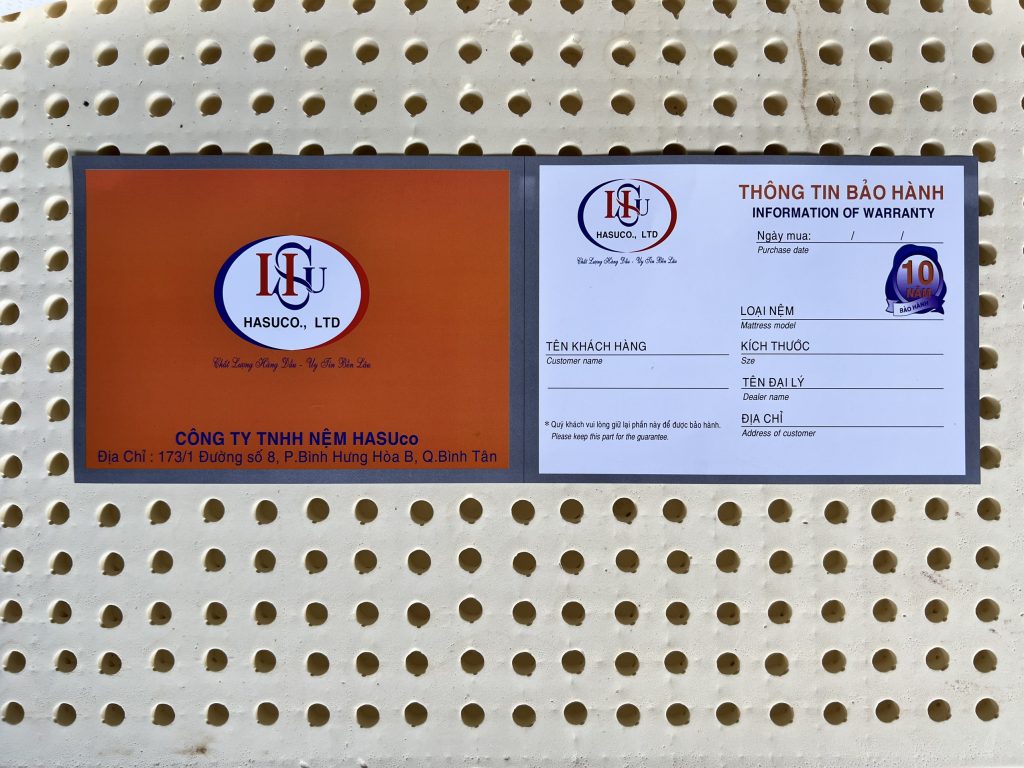 HSU
HASUCO., LTD
Chất Lượng Hàng Đầu - Uy Tín Bền Lâu
CÔNG TY TNHH NỆM HASUco
Địa Chỉ : 173/1 Đường số 8, P.Bình Hưng Hòa B, Q.Bình Tân
HSU
HASUCO., LTD
Chất Lượng Hàng Đầu - Uy Tín Bền Lâu
THÔNG TIN BẢO HÀNH
INFORMATION OF WARRANTY
Ngày mua: / /
Purchase date
10
NĂM
BẢO HÀNH
LOẠI NỆM
Mattress model
TÊN KHÁCH HÀNG
Customer name
KÍCH THƯỚC
Sze
TÊN ĐẠI LÝ
Dealer name
ĐỊA CHỈ
Address of customer
* Quý khách vui lòng giữ lại phần này để được bảo hành.
Please keep this part for the guarantee.